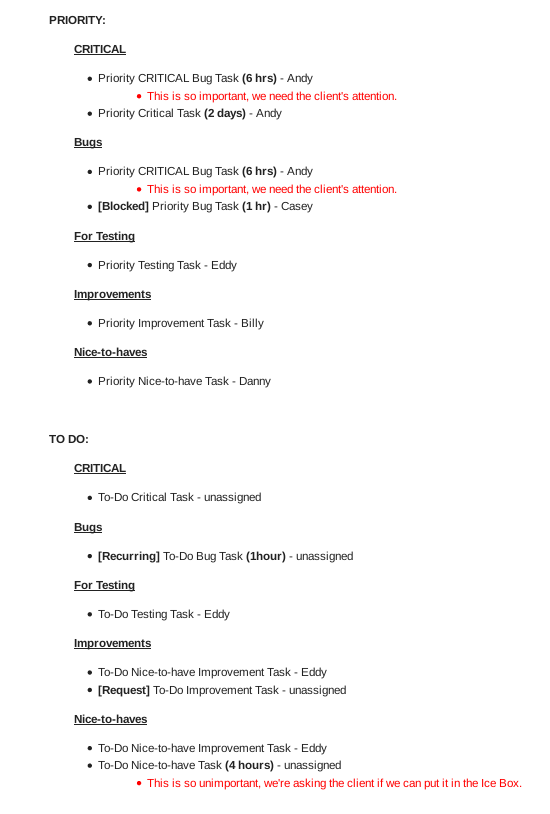 PRIORITY:
CRITICAL
• Priority CRITICAL Bug Task (6 hrs) - Andy
• This is so important, we need the client's attention.
• Priority Critical Task (2 days) - Andy
Bugs
• Priority CRITICAL Bug Task (6 hrs) - Andy
• This is so important, we need the client's attention.
• [Blocked] Priority Bug Task (1 hr) - Casey
For Testing
• Priority Testing Task - Eddy
Improvements
• Priority Improvement Task - Billy
Nice-to-haves
• Priority Nice-to-have Task - Danny
TO DO:
CRITICAL
• To-Do Critical Task - unassigned
Bugs
• [Recurring] To-Do Bug Task (1hour) - unassigned
For Testing
• To-Do Testing Task - Eddy
Improvements
• To-Do Nice-to-have Improvement Task - Eddy
• [Request] To-Do Improvement Task - unassigned
Nice-to-haves
• To-Do Nice-to-have Improvement Task - Eddy
• To-Do Nice-to-have Task (4 hours) - unassigned
• This is so unimportant, we're asking the client if we can put it in the Ice Box.